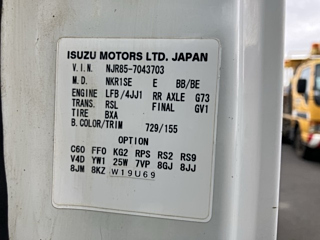 ISUZU MOTORS LTD. JAPAN
V.I.N. NJR85-7043703
M.D. NKR1SE E BB/BE
ENGINE LFB/4JJ1 RR AXLE G73
TRANS. RSL FINAL GV1
TIRE BXA
B.COLOR/TRIM 729/155
OPTION
C60 FF0 KG2 RPS RS2 RS9
V4D YW1 25W 7VP 8GJ 8JJ
8JM 8KZ W19U69